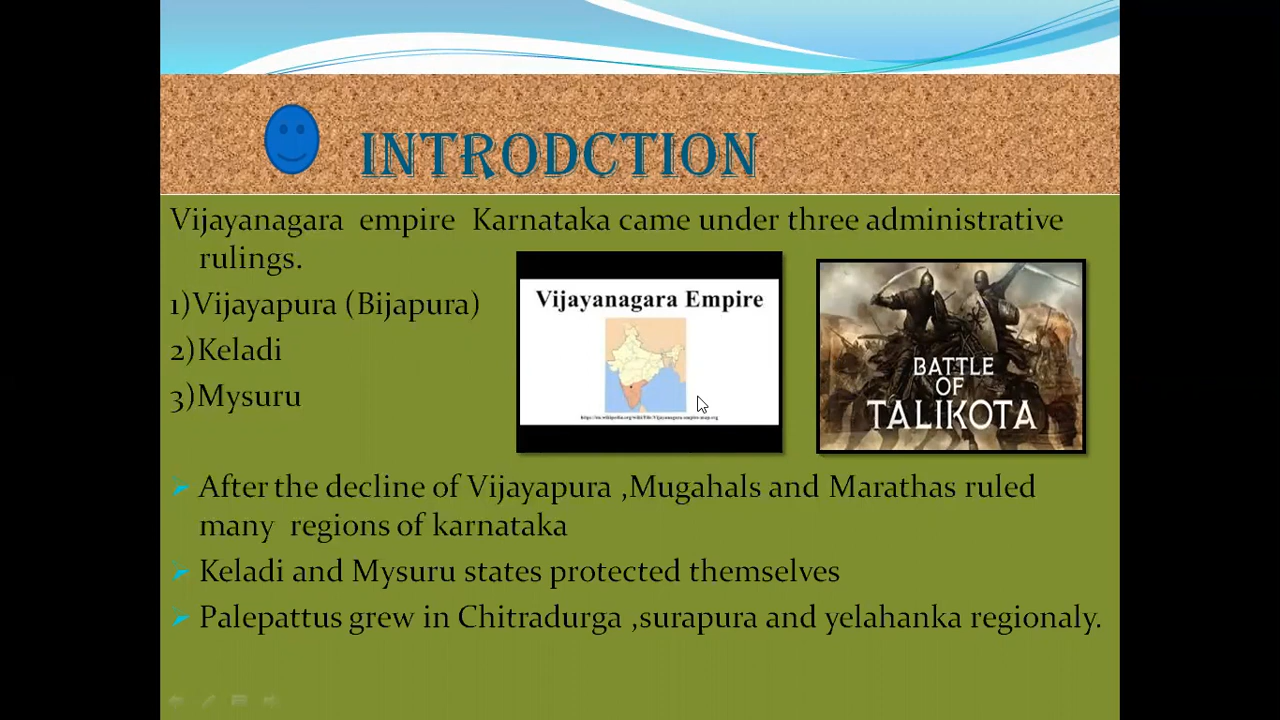 INTRODCTION
Vijayanagara empire Karnataka came under three administrative
rulings.
1)Vijayapura (Bijapura)
2)Keladi
3)Mysuru
Vijayanagara Empire
BATTLE
OF
TALIKOTA
After the decline of Vijayapura ,Mugahals and Marathas ruled
many regions of karnataka
Keladi and Mysuru states protected themselves
Palepattus grew in Chitradurga ,surapura and yelahanka regionaly.